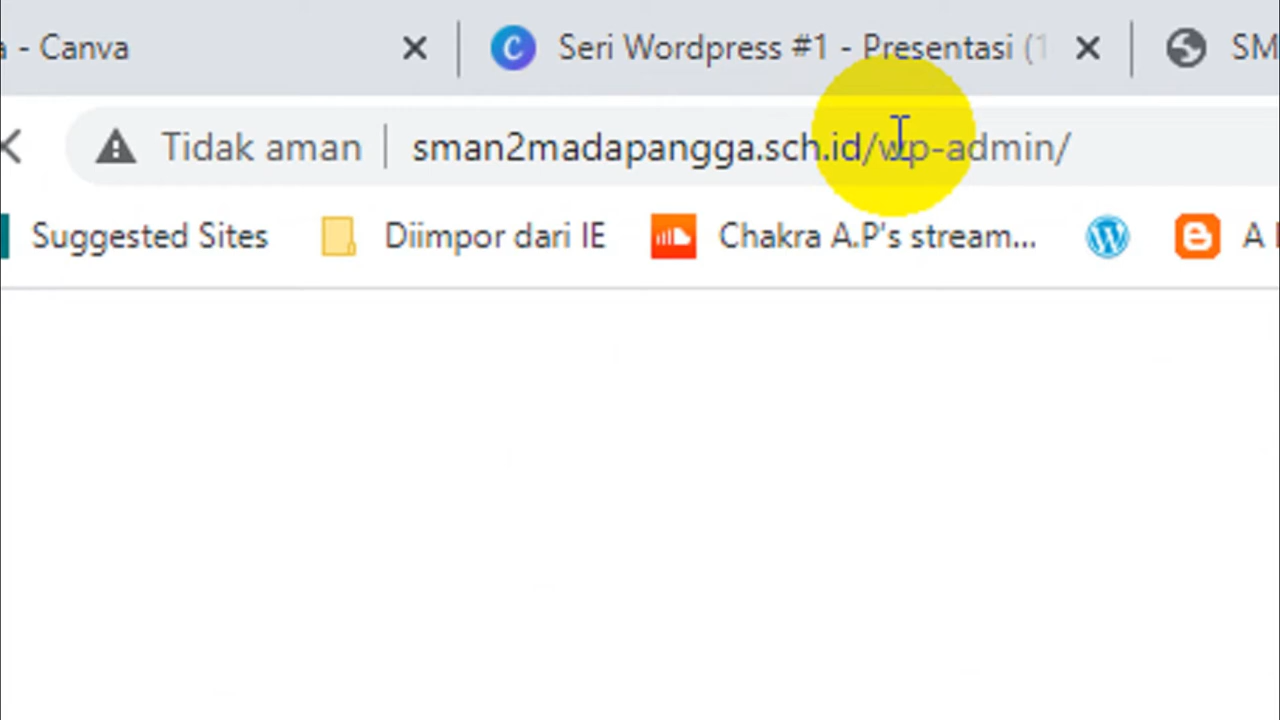 a - Canva
Seri Wordpress #1 - Presentasi (1
SM
Tidak aman
sman2madapangga.sch.id/wp-admin/
Suggested Sites
Diimpor dari IE
Chakra A.P's stream...
A